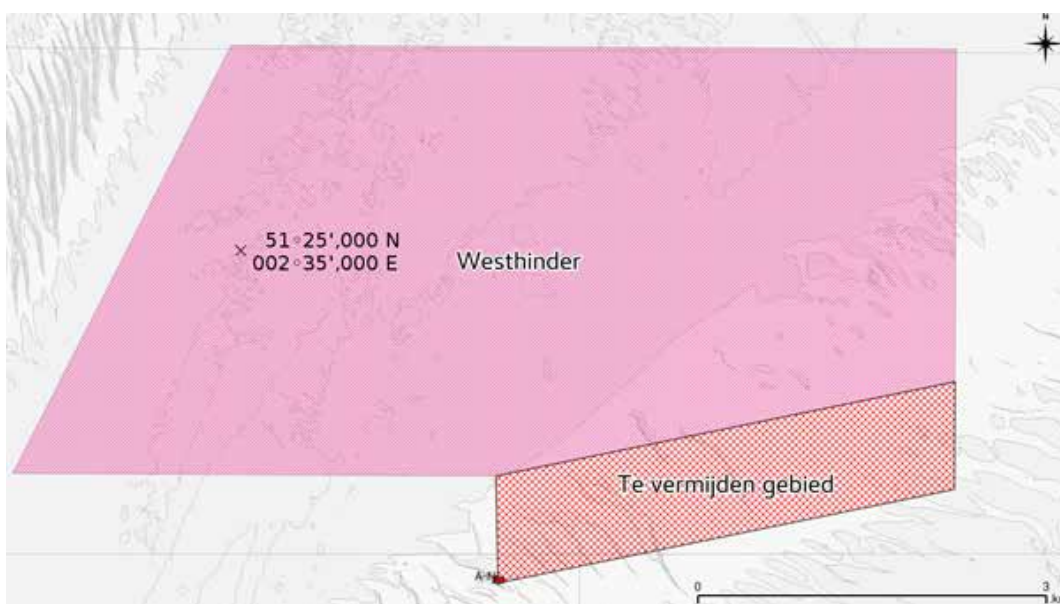 N
51°25',000 N
002°35',000 E
Westhinder
Te vermijden gebied
A-N
0
3